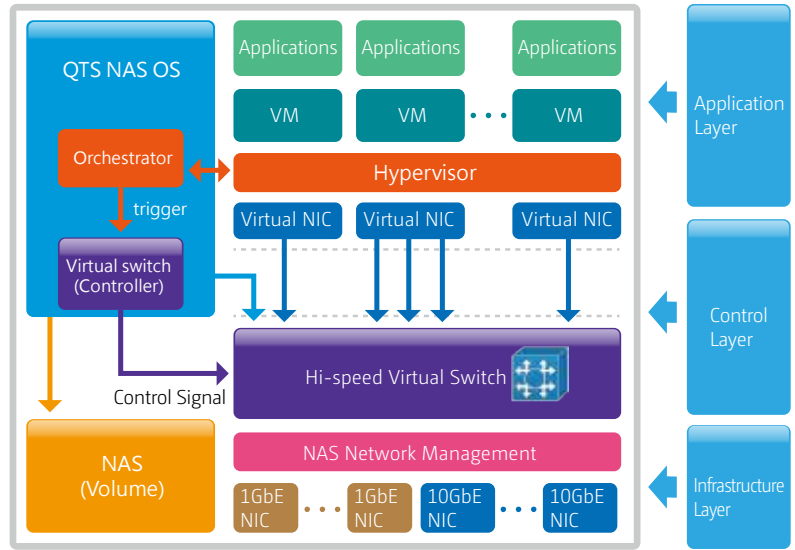 QTS NAS OS
Orchestrator
trigger
Virtual switch
(Controller)
Control Signal
NAS
(Volume)
Applications
Applications
Applications
VM
VM
VM
Hypervisor
Virtual NIC
Virtual NIC
Virtual NIC
Hi-speed Virtual Switch
NAS Network Management
1GbE
NIC
1GbE
NIC
10GbE
NIC
10GbE
NIC
Application
Layer
Control
Layer
Infrastructure
Layer